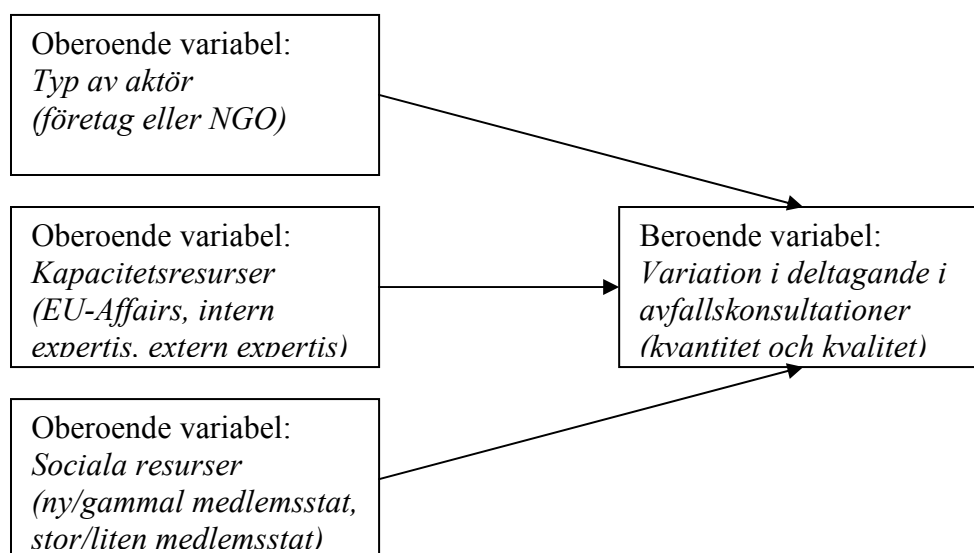 Oberoende variabel:
Typ av aktör
(företag eller NGO)
Oberoende variabel:
Kapacitetsresurser
(EU-Affairs, intern
expertis, extern expertis)
Oberoende variabel:
Sociala resurser
(ny/gammal medlemsstat,
stor/liten medlemsstat)
Beroende variabel:
Variation i deltagande i
avfallskonsultationer
(kvantitet och kvalitet)